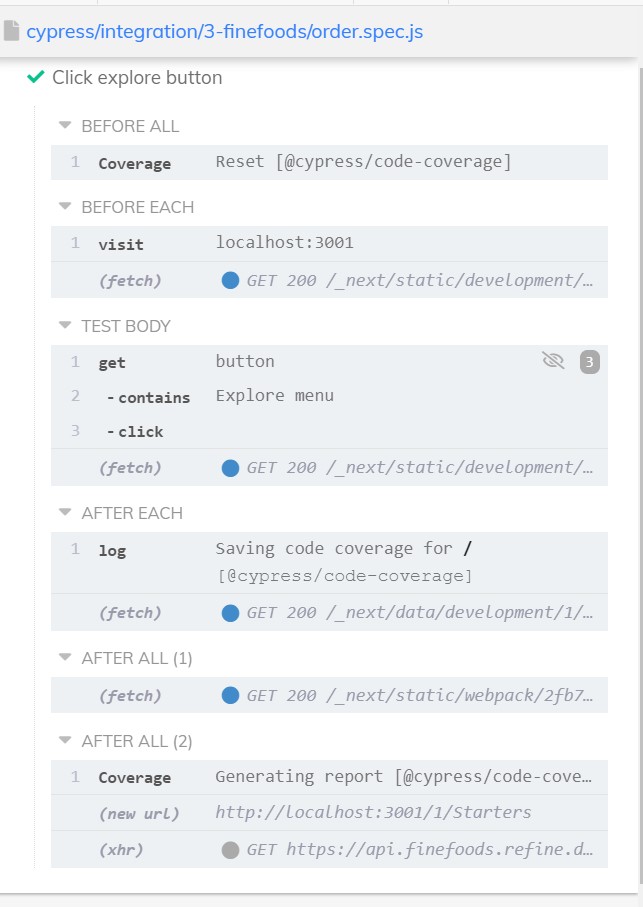 cypress/integration/3-finefoods/order.spec.js
Click explore button
BEFORE ALL
1 Coverage Reset [@cypress/code-coverage]
BEFORE EACH
1 visit localhost:3001
(fetch) GET 200 /_next/static/development/…
TEST BODY
1 get button 3
2 -contains Explore menu
3 -click
(fetch) GET 200 /_next/static/development/…
AFTER EACH
1 log Saving code coverage for /
[@cypress/code-coverage]
(fetch) GET 200 /_next/data/development/1/…
AFTER ALL (1)
(fetch) GET 200 /_next/static/webpack/2fb7…
AFTER ALL (2)
1 Coverage Generating report [@cypress/code-cove…
(new url) http://localhost:3001/1/Starters
(xhr) GET https://api.finefoods.refine.d…